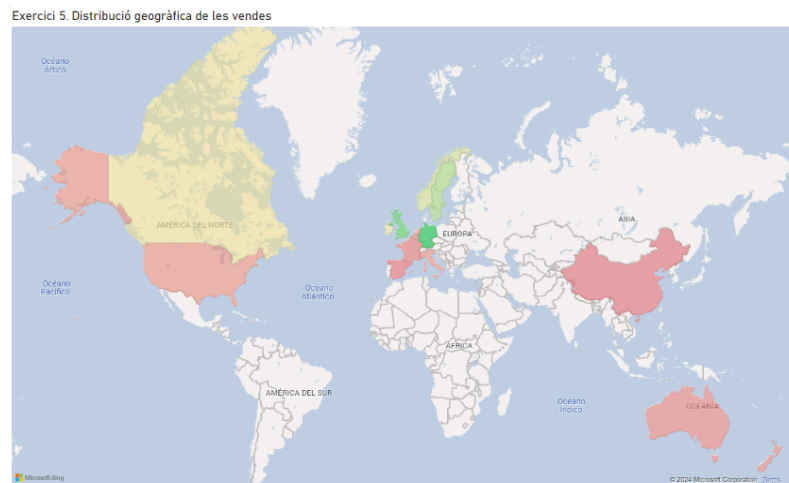 Exercici 5. Distribució geogràfica de les vendes
Océano
Ártico
AMÉRICA DEL NORTE
ASIA
EUROPA
Océano
Pacífico
Océano
Atlántico
ÁFRICA
AMÉRICA DEL SUR
Océano
Índico
OCEANÍA
Microsoft Bing
© 2024 Microsoft Corporation Terms